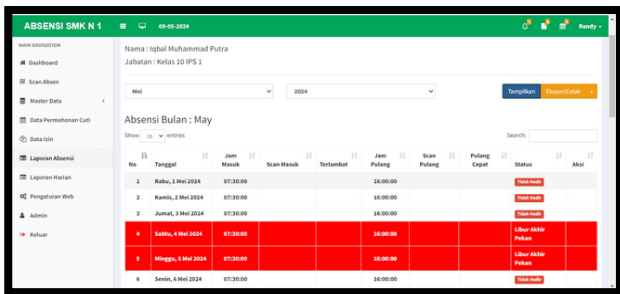 ABSENSI SMK N 1
09-05-2024
Randy
MAIN NAVIGATION
Dashboard
Scan Absen
Master Data
Data Permohonan Cuti
Data Izin
Laporan Absensi
Laporan Harian
Pengaturan Web
Admin
Keluar
Nama : Iqbal Muhammad Putra
Jabatan : Kelas 10 IPS 1
Mei 2024 Tampilkan Ekspor/Cetak
Absensi Bulan : May
Show entries Search:
No Tanggal Jam Masuk Scan Masuk Terlambat Jam Pulang Scan Pulang Pulang Cepat Status Aksi
1 Rabu, 1 Mei 2024 07:30:00 16:00:00 Tidak Hadir
2 Kamis, 2 Mei 2024 07:30:00 16:00:00 Tidak Hadir
3 Jumat, 3 Mei 2024 07:30:00 16:00:00 Tidak Hadir
4 Sabtu, 4 Mei 2024 07:30:00 16:00:00 Libur Akhir Pekan
5 Minggu, 5 Mei 2024 07:30:00 16:00:00 Libur Akhir Pekan
6 Senin, 6 Mei 2024 07:30:00 16:00:00 Tidak Hadir